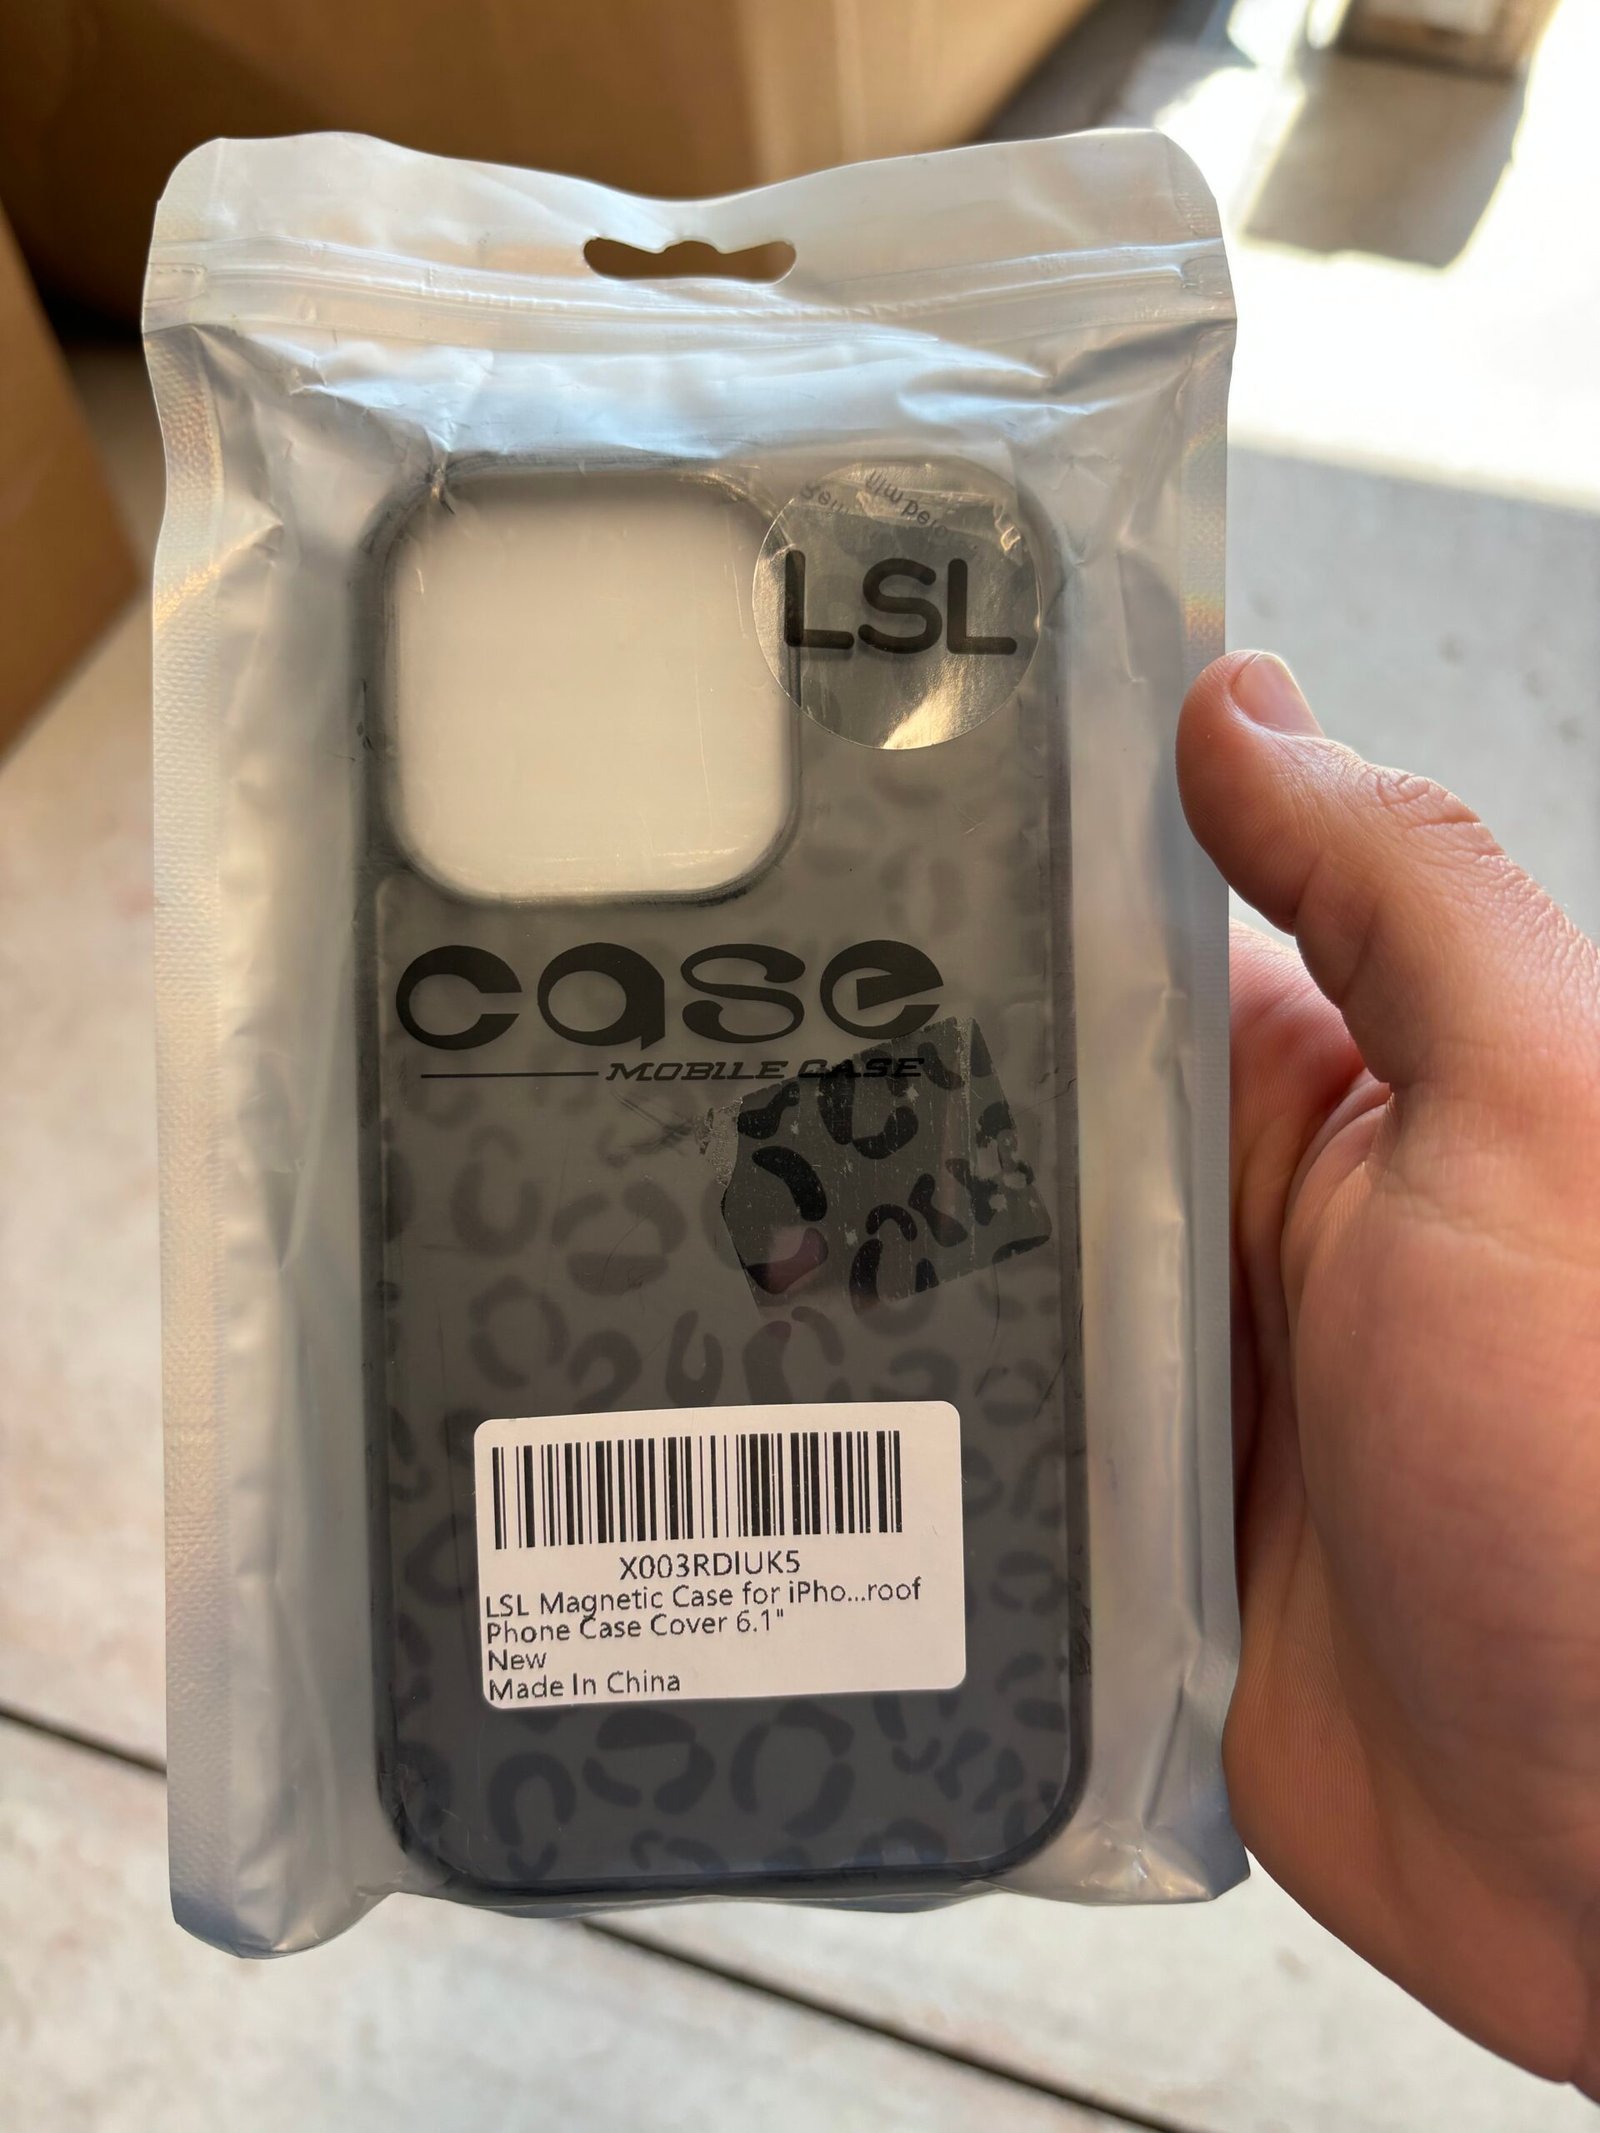 LSL
case
MOBILE CASE
X003RDIUK5
LSL Magnetic Case for iPho...roof
Phone Case Cover 6.1"
New
Made In China